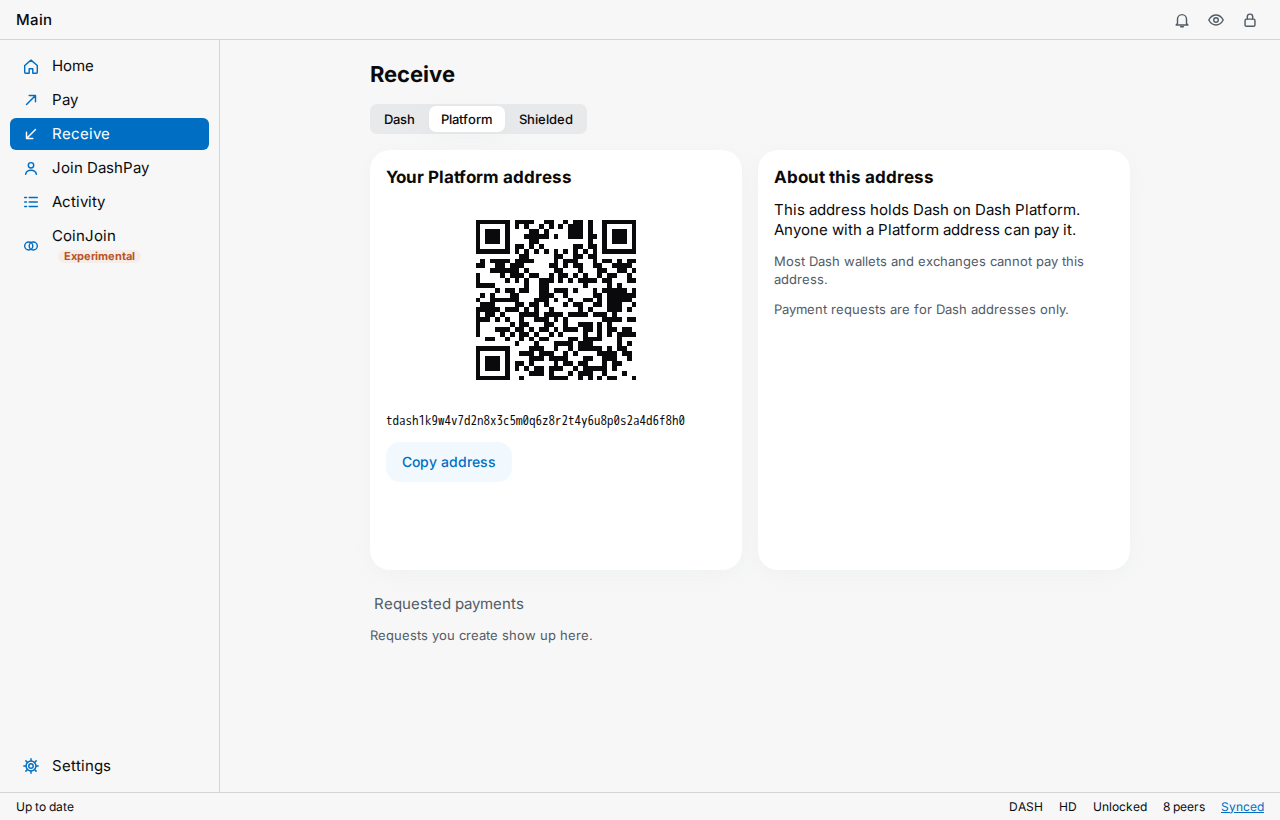 Main
Home
Pay
Receive
Join DashPay
Activity
CoinJoin
Experimental
Settings
Receive
Dash Platform Shielded
Your Platform address
tdash1k9w4v7d2n8x3c5m0q6z8r2t4y6u8p0s2a4d6f8h0
Copy address
About this address
This address holds Dash on Dash Platform.
Anyone with a Platform address can pay it.
Most Dash wallets and exchanges cannot pay this
address.
Payment requests are for Dash addresses only.
Requested payments
Requests you create show up here.
Up to date
DASH HD Unlocked 8 peers Synced